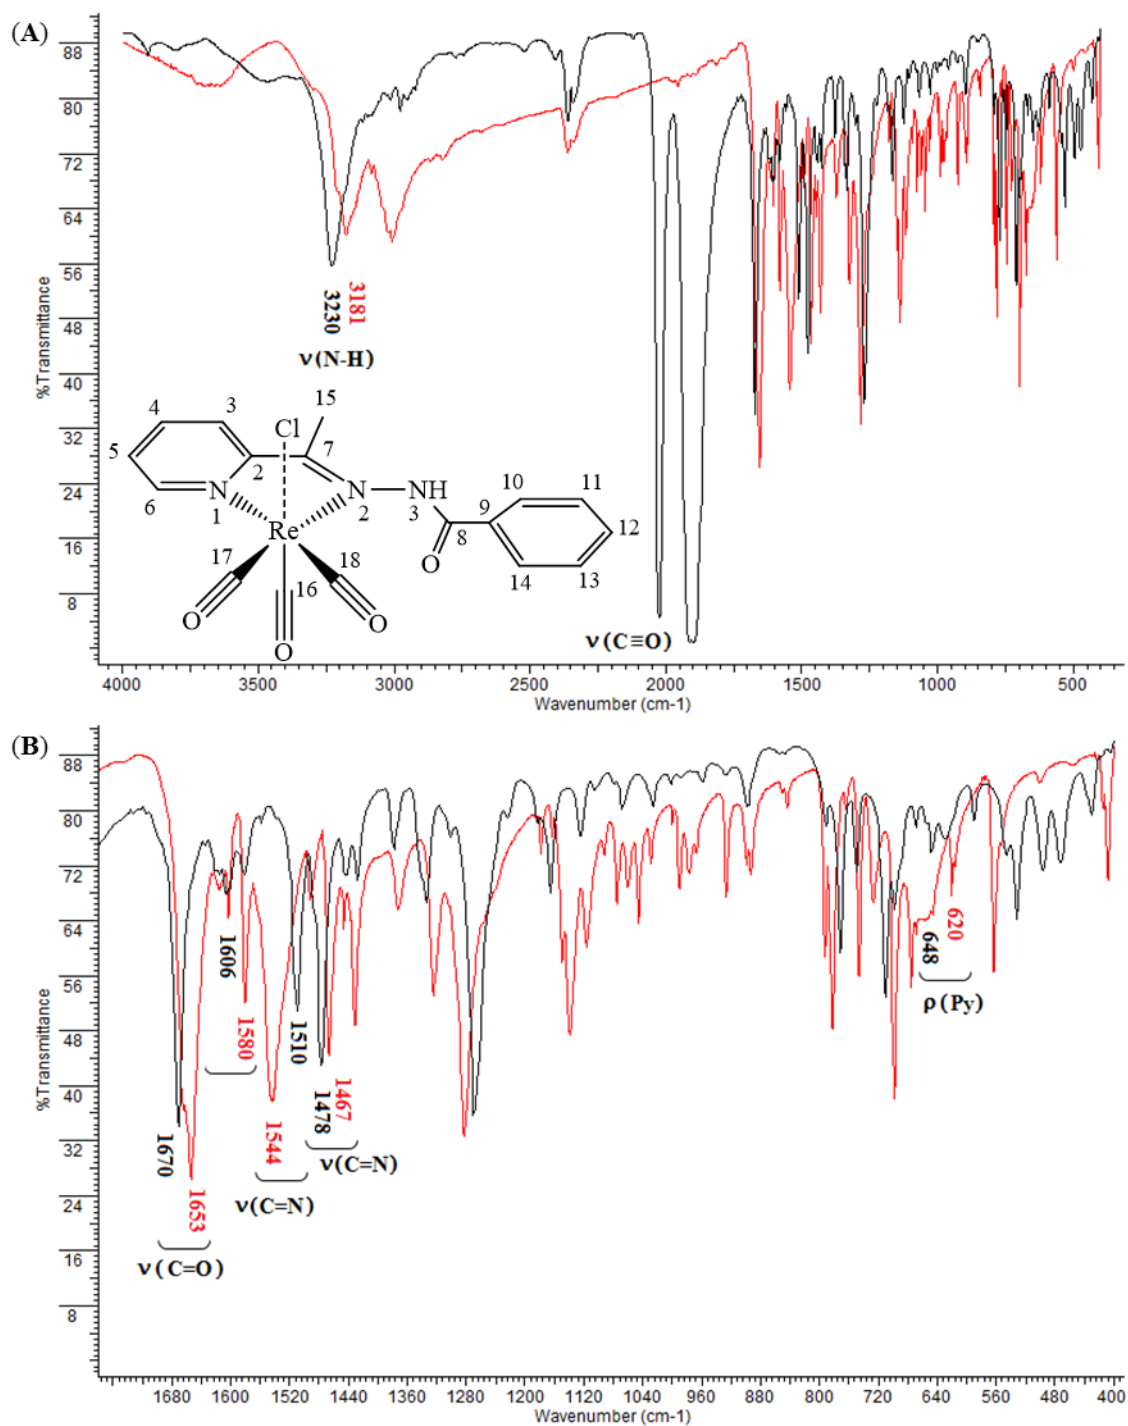 (A)
88
80
72
64
56
48
40
32
24
16
8
%Transmittance
3230
3181
ν(N-H)
15
Cl
4
3
7
5
2
10
11
6
N
N
NH
9
12
1
2
3
8
Re
O
14
13
17
18
16
O
O
O
ν(C≡O)
4000 3500 3000 2500 2000 1500 1000 500
Wavenumber (cm-1)
(B)
88
80
72
64
56
48
40
32
24
16
8
%Transmittance
1670
1653
ν(C=O)
1606
1580
1544
1510
ν(C=N)
1478
1467
ν(C=N)
648
620
ρ(Py)
1680 1600 1520 1440 1360 1280 1200 1120 1040 960 880 800 720 640 560 480 400
Wavenumber (cm-1)